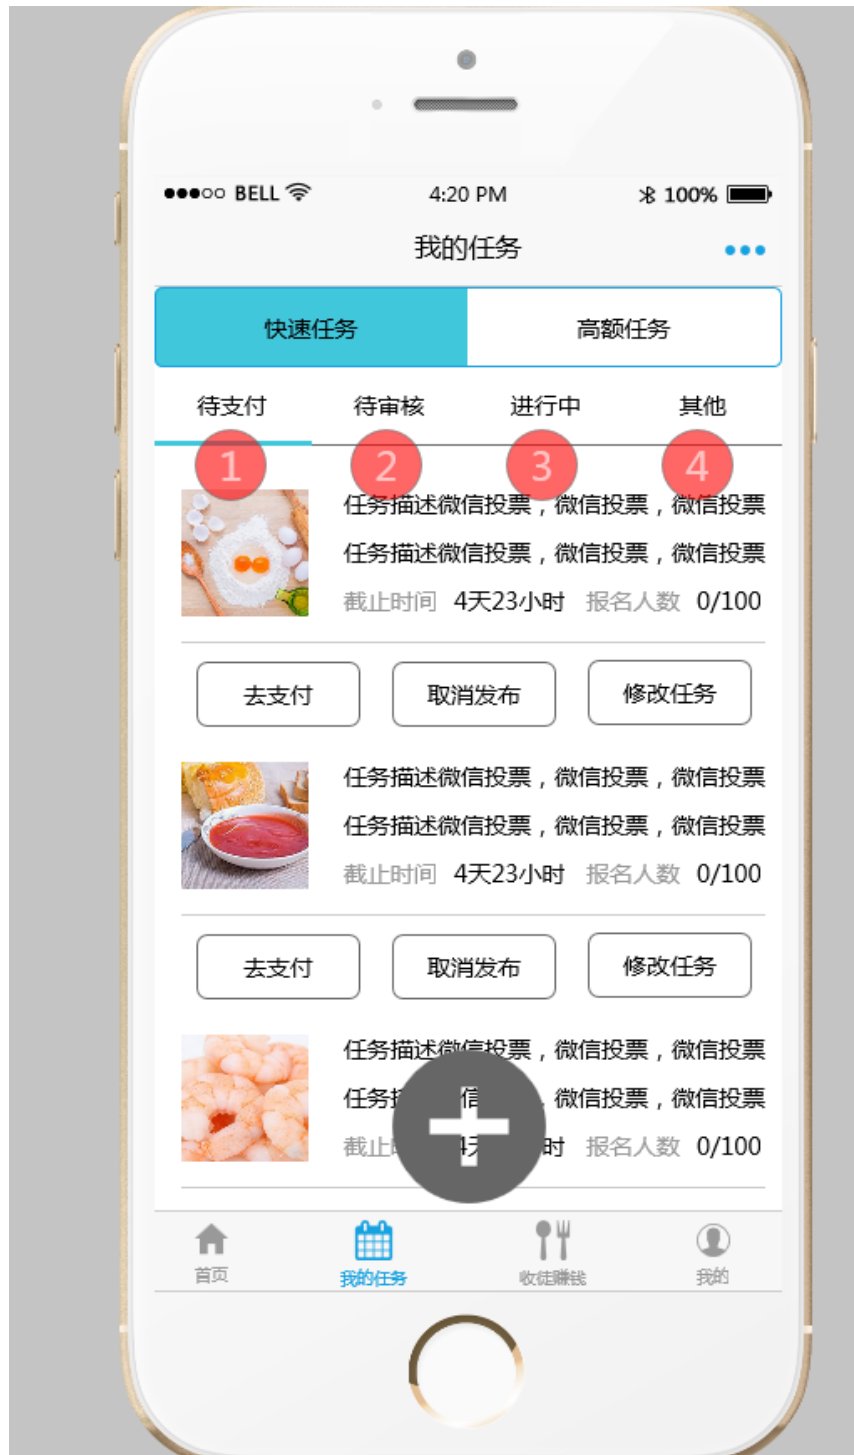 BELL 4:20 PM 100%
我的任务
快速任务 高额任务
待支付 待审核 进行中 其他
1 2 3 4
任务描述微信投票，微信投票，微信投票
任务描述微信投票，微信投票，微信投票
截止时间 4天23小时 报名人数 0/100
去支付 取消发布 修改任务
任务描述微信投票，微信投票，微信投票
任务描述微信投票，微信投票，微信投票
截止时间 4天23小时 报名人数 0/100
去支付 取消发布 修改任务
任务描述微信投票，微信投票，微信投票
任务 信 ，微信投票，微信投票
截止 时 报名人数 0/100
首页 我的任务 收徒赚钱 我的